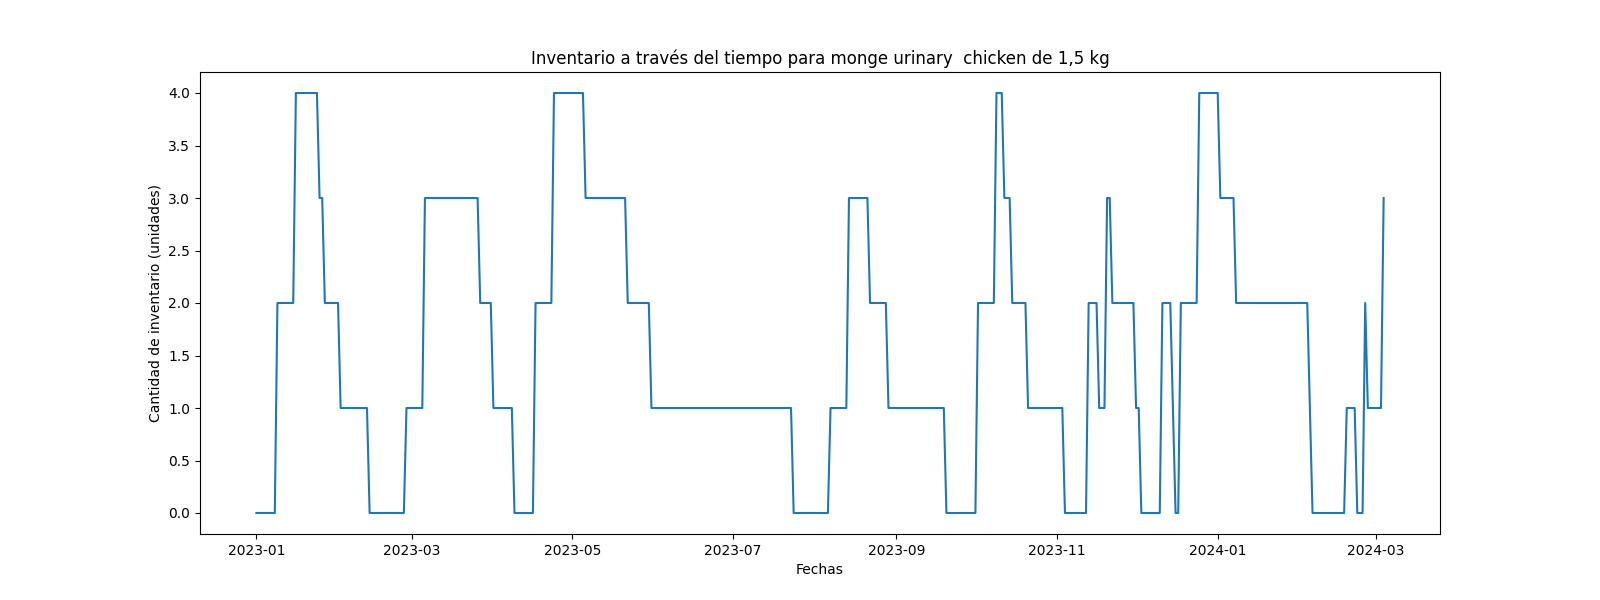 Inventario a través del tiempo para monge urinary  chicken de 1,5 kg
Cantidad de inventario (unidades)
4.0
3.5
3.0
2.5
2.0
1.5
1.0
0.5
0.0
2023-01 2023-03 2023-05 2023-07 2023-09 2023-11 2024-01 2024-03
Fechas